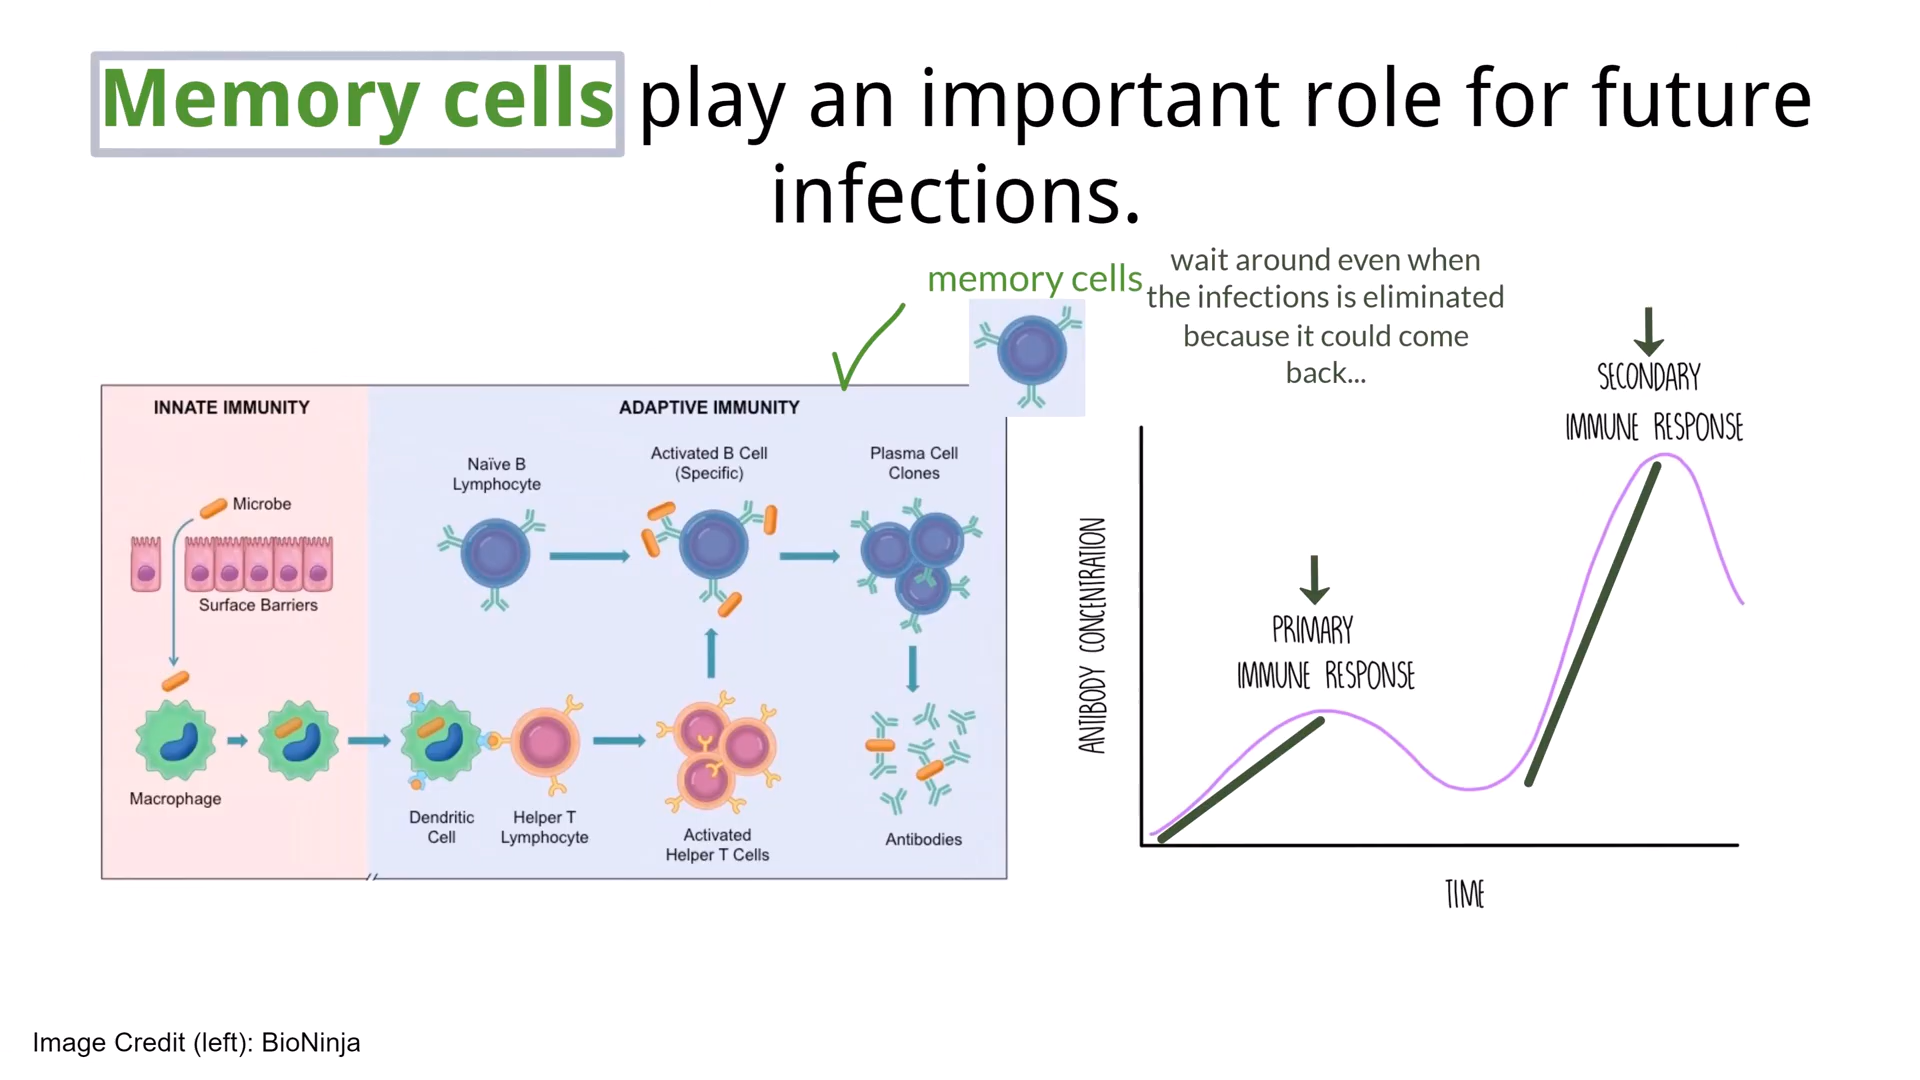 Memory cells play an important role for future
infections.
memory cells
wait around even when
the infections is eliminated
because it could come
back...
INNATE IMMUNITY
ADAPTIVE IMMUNITY
Microbe
Surface Barriers
Macrophage
Naïve B
Lymphocyte
Activated B Cell
(Specific)
Plasma Cell
Clones
Dendritic
Cell
Helper T
Lymphocyte
Activated
Helper T Cells
Antibodies
SECONDARY
IMMUNE RESPONSE
PRIMARY
IMMUNE RESPONSE
ANTIBODY CONCENTRATION
TIME
Image Credit (left): BioNinja